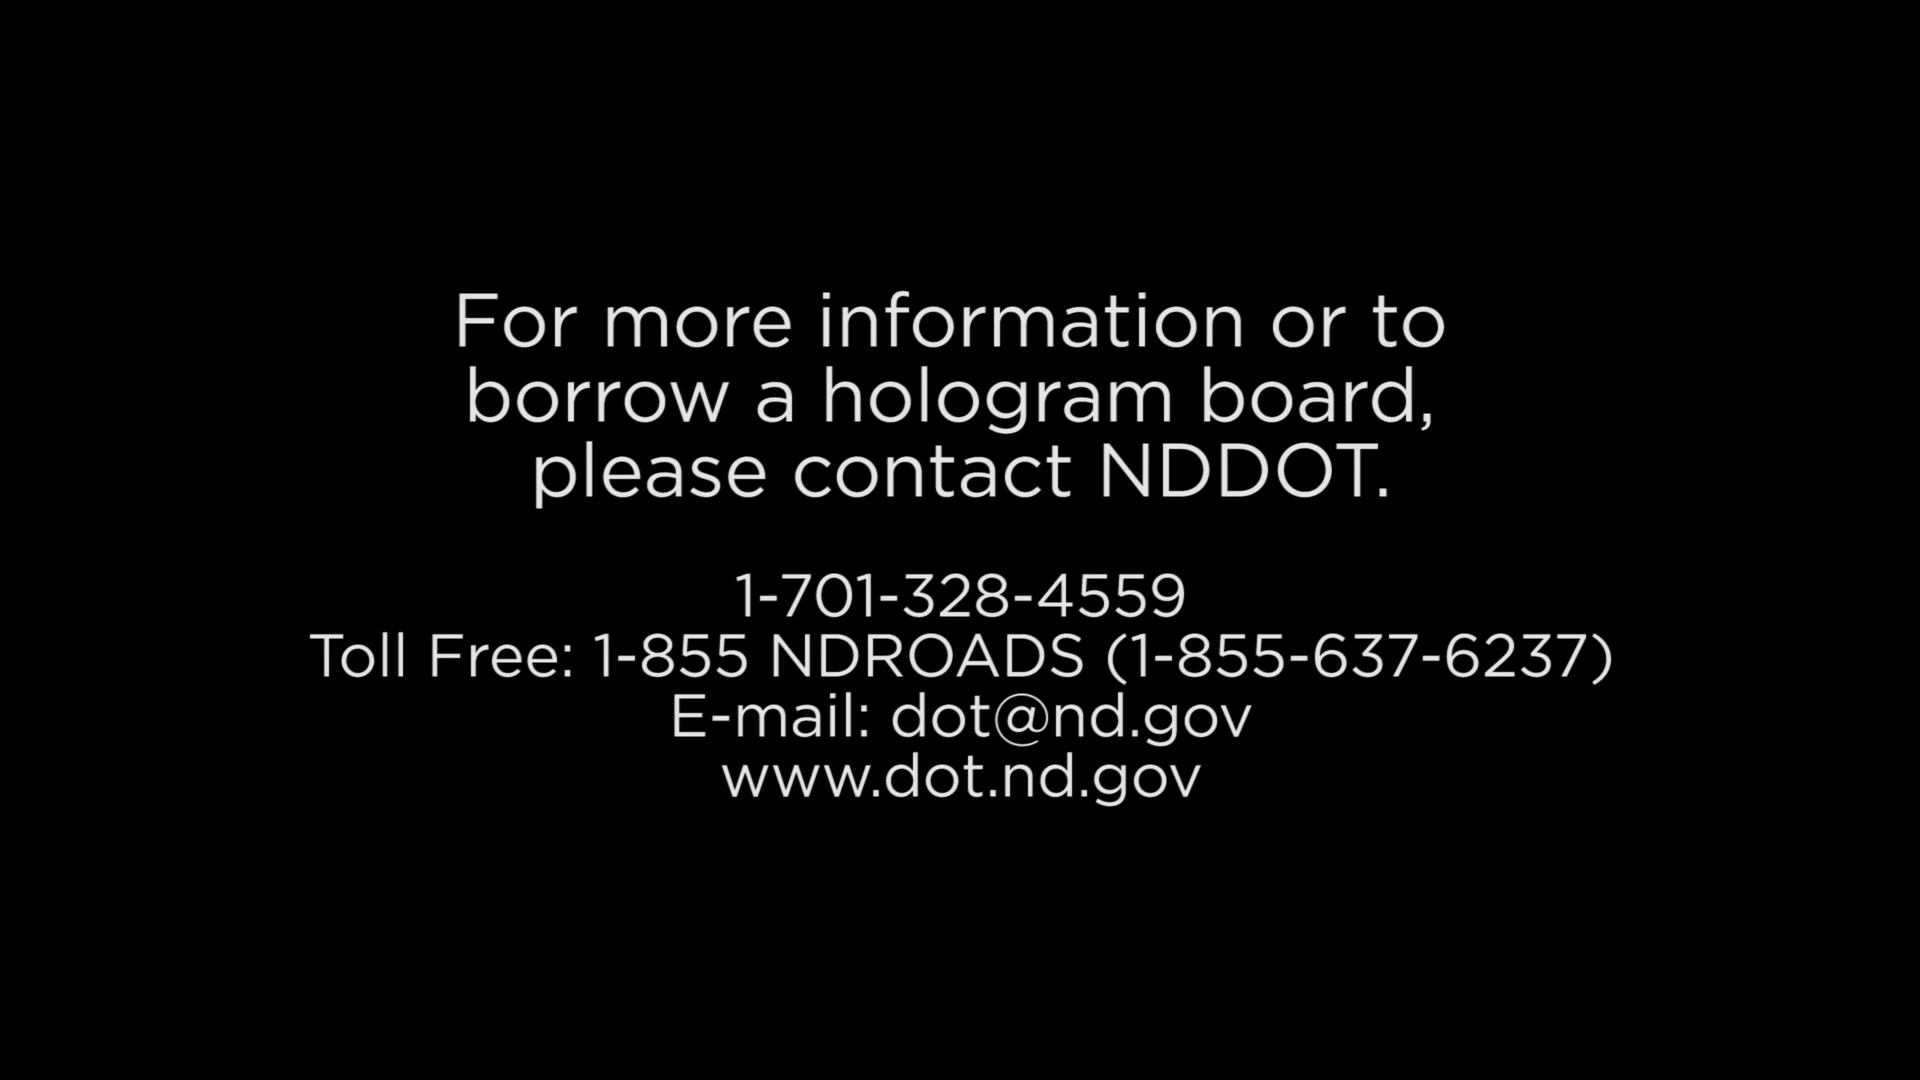 For more information or to
borrow a hologram board,
please contact NDDOT.
1-701-328-4559
Toll Free: 1-855 NDROADS (1-855-637-6237)
E-mail: dot@nd.gov
www.dot.nd.gov